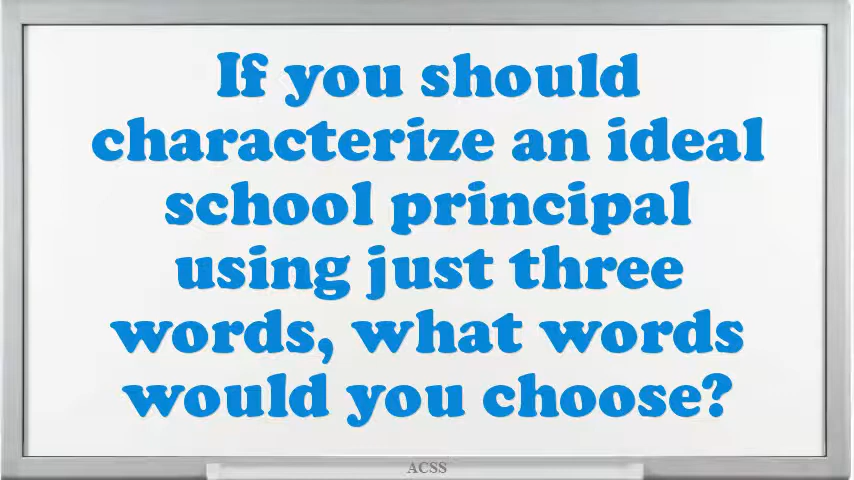 If you should
characterize an ideal
school principal
using just three
words, what words
would you choose?
ACSS